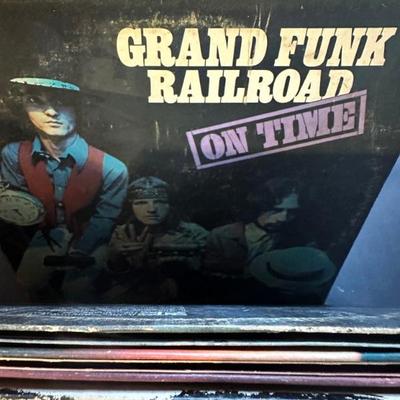 GRAND FUNK
RAILROAD
ON TIME